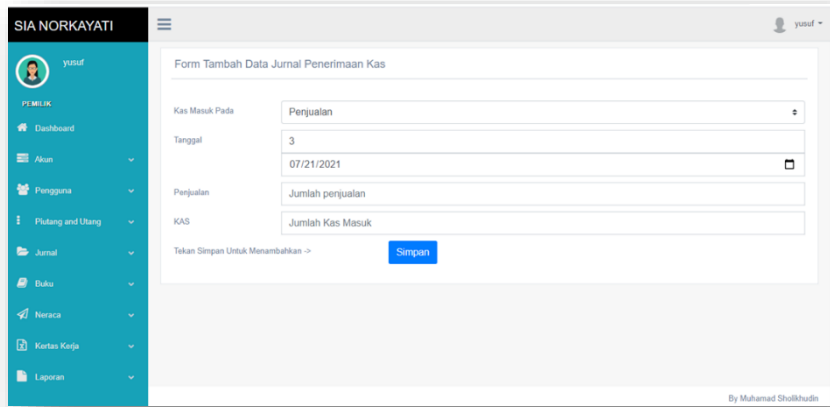 SIA NORKAYATI
yusuf
yusuf
PEMILIK
Dashboard
Akun
Pengguna
Piutang and Utang
Jurnal
Buku
Neraca
Kertas Kerja
Laporan
Form Tambah Data Jurnal Penerimaan Kas
Kas Masuk Pada Penjualan
Tanggal 3
07/21/2021
Penjualan Jumlah penjualan
KAS Jumlah Kas Masuk
Tekan Simpan Untuk Menambahkan -> Simpan
By Muhamad Sholikhudin